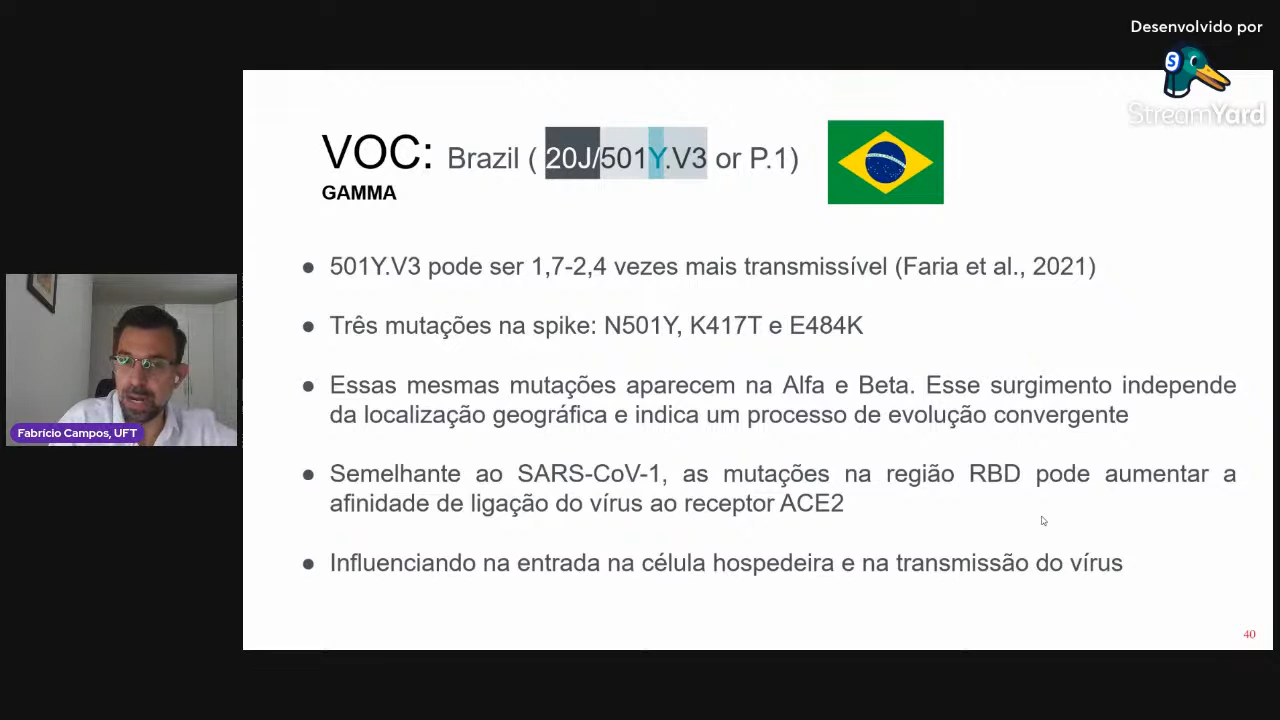 Desenvolvido por
StreamYard
VOC: Brazil ( 20J/501Y.V3 or P.1)
GAMMA
● 501Y.V3 pode ser 1,7-2,4 vezes mais transmissível (Faria et al., 2021)
● Três mutações na spike: N501Y, K417T e E484K
● Essas mesmas mutações aparecem na Alfa e Beta. Esse surgimento independe
da localização geográfica e indica um processo de evolução convergente
● Semelhante ao SARS-CoV-1, as mutações na região RBD pode aumentar a
afinidade de ligação do vírus ao receptor ACE2
● Influenciando na entrada na célula hospedeira e na transmissão do vírus
Fabrício Campos, UFT
40